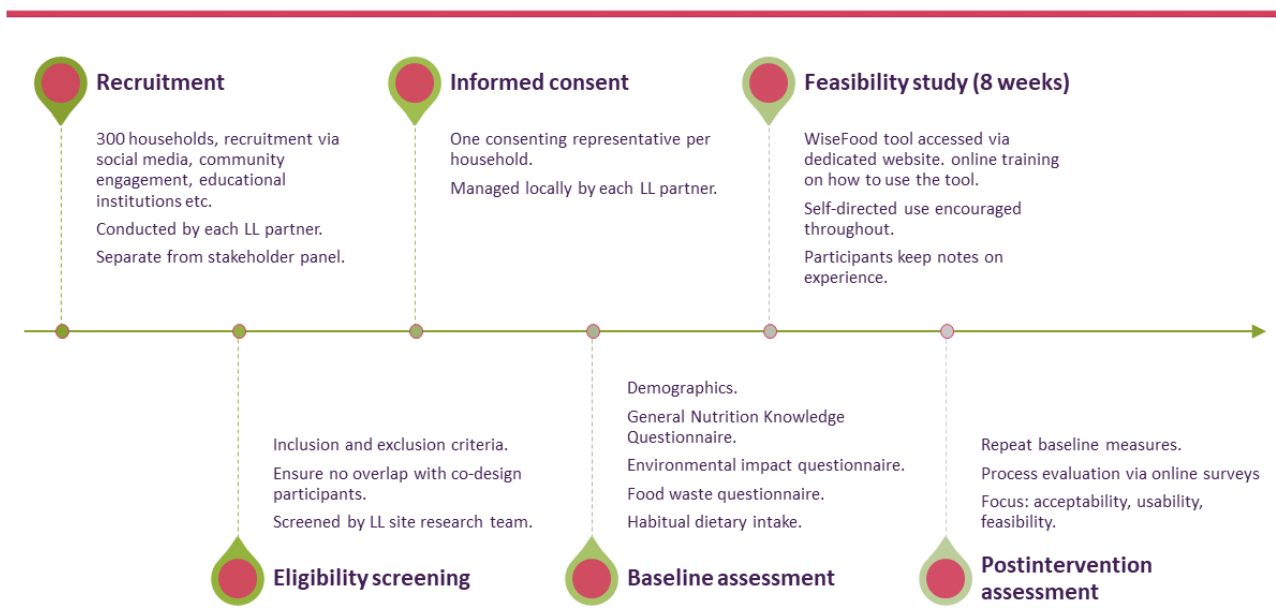 Recruitment
300 households, recruitment via
social media, community
engagement, educational
institutions etc.
Conducted by each LL partner.
Separate from stakeholder panel.
Informed consent
One consenting representative per
household.
Managed locally by each LL partner.
Feasibility study (8 weeks)
WiseFood tool accessed via
dedicated website. online training
on how to use the tool.
Self-directed use encouraged
throughout.
Participants keep notes on
experience.
Inclusion and exclusion criteria.
Ensure no overlap with co-design
participants.
Screened by LL site research team.
Eligibility screening
Demographics.
General Nutrition Knowledge
Questionnaire.
Environmental impact questionnaire.
Food waste questionnaire.
Habitual dietary intake.
Baseline assessment
Repeat baseline measures.
Process evaluation via online surveys
Focus: acceptability, usability,
feasibility.
Postintervention
assessment